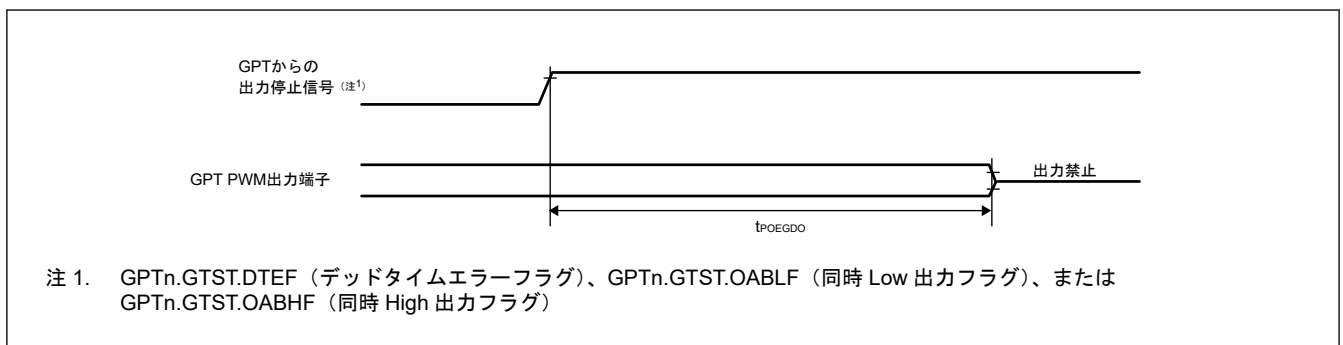 GPTからの
出力停止信号（注1）
GPT PWM出力端子
出力禁止
tPOEGDO
注 1. GPTn.GTST.DTEF（デッドタイムエラーフラグ）、GPTn.GTST.OABLF（同時 Low 出力フラグ）、または
GPTn.GTST.OABHF（同時 High 出力フラグ）